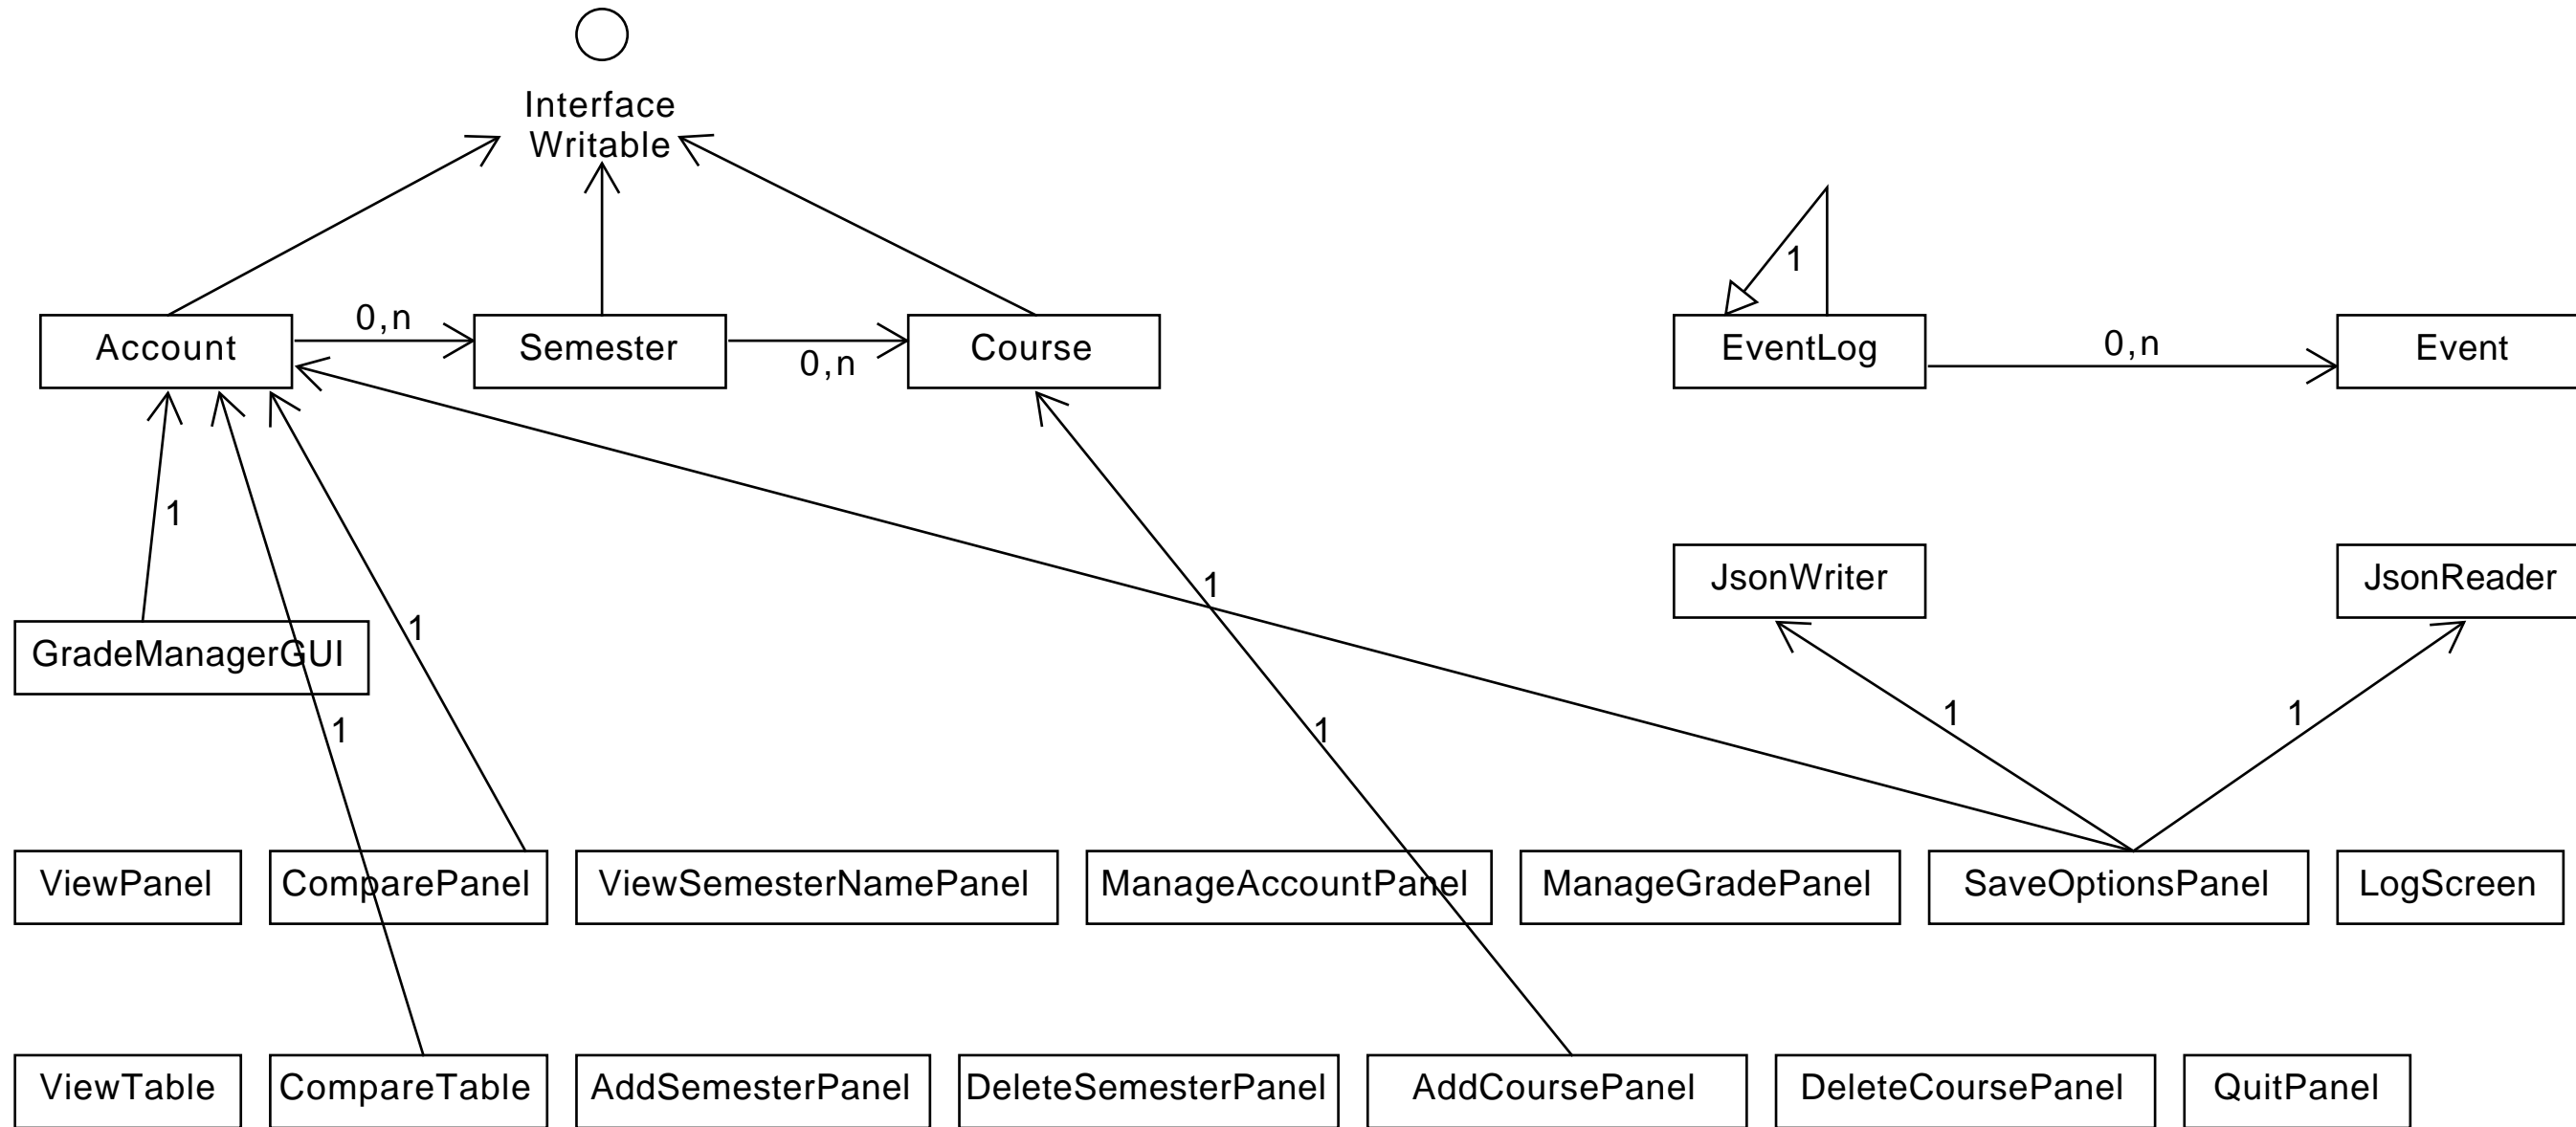 Interface
Writable
1
0,n
Account
Semester
0,n
Course
EventLog
0,n
Event
1
1
JsonWriter
JsonReader
GradeManagerGUI
1
1
1
1
1
ViewPanel
ComparePanel
ViewSemesterNamePanel
ManageAccountPanel
ManageGradePanel
SaveOptionsPanel
LogScreen
ViewTable
CompareTable
AddSemesterPanel
DeleteSemesterPanel
AddCoursePanel
DeleteCoursePanel
QuitPanel